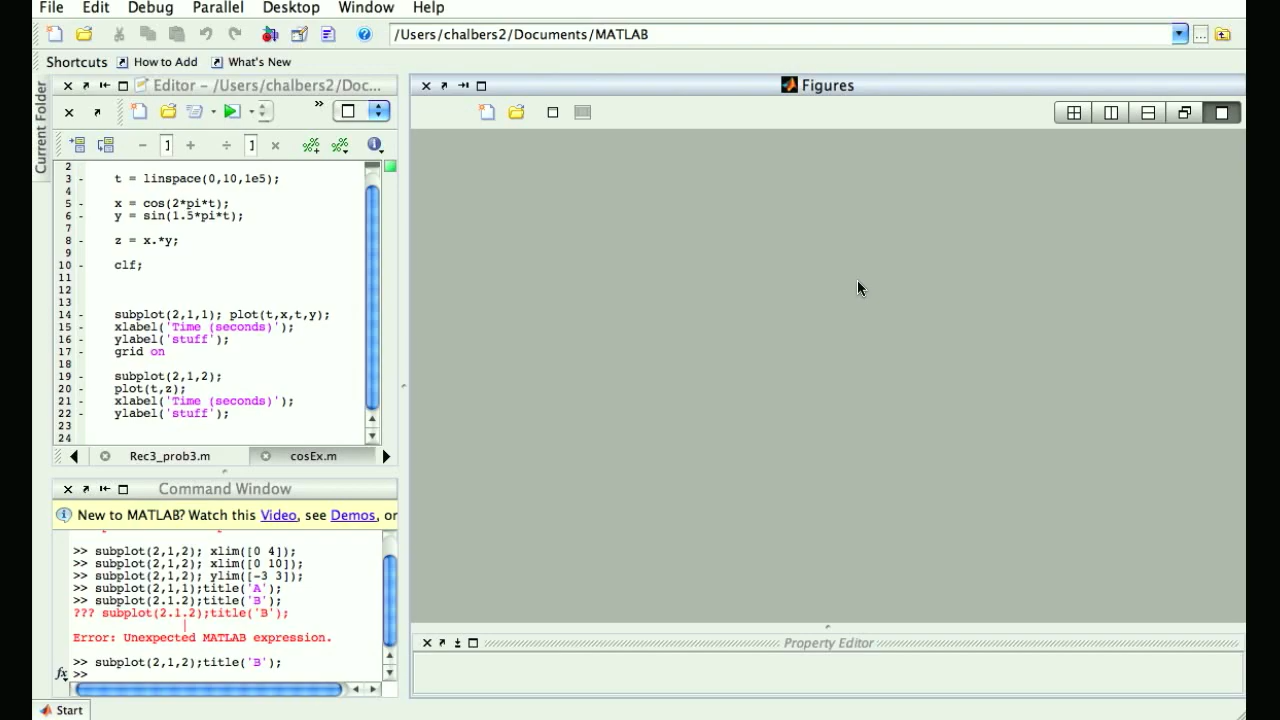 File Edit Debug Parallel Desktop Window Help
/Users/chalbers2/Documents/MATLAB
Shortcuts How to Add What's New
Current Folder
Editor – /Users/chalbers2/Doc...
2
3 - t = linspace(0,10,1e5);
4
5 - x = cos(2*pi*t);
6 - y = sin(1.5*pi*t);
7
8 - z = x.*y;
9
10 - clf;
11
12
13
14 - subplot(2,1,1); plot(t,x,t,y);
15 - xlabel('Time (seconds)');
16 - ylabel('stuff');
17 - grid on
18
19 - subplot(2,1,2);
20 - plot(t,z);
21 - xlabel('Time (seconds)');
22 - ylabel('stuff');
23
24
Rec3_prob3.m cosEx.m
Command Window
New to MATLAB? Watch this Video, see Demos, or
>> subplot(2,1,2); xlim([0 4]);
>> subplot(2,1,2); xlim([0 10]);
>> subplot(2,1,2); ylim([-3 3]);
>> subplot(2,1,1);title('A');
>> subplot(2.1.2);title('B');
??? subplot(2.1.2);title('B');
|
Error: Unexpected MATLAB expression.
>> subplot(2,1,2);title('B');
fx >>
Figures
Property Editor
Start